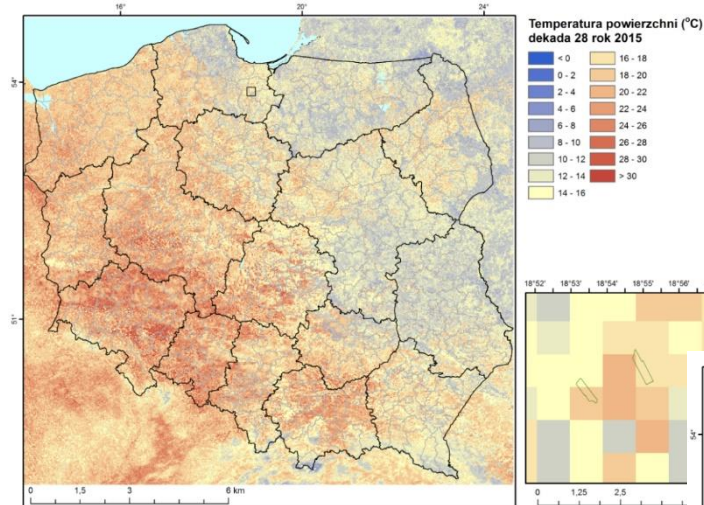 16° 20° 24°
54°
51°
0 1,5 3 6 km
Temperatura powierzchni (°C)
dekada 28 rok 2015
< 0
0 - 2
2 - 4
4 - 6
6 - 8
8 - 10
10 - 12
12 - 14
14 - 16
16 - 18
18 - 20
20 - 22
22 - 24
24 - 26
26 - 28
28 - 30
> 30
18°52' 18°53' 18°54' 18°55' 18°56'
54°
0 1,25 2,5